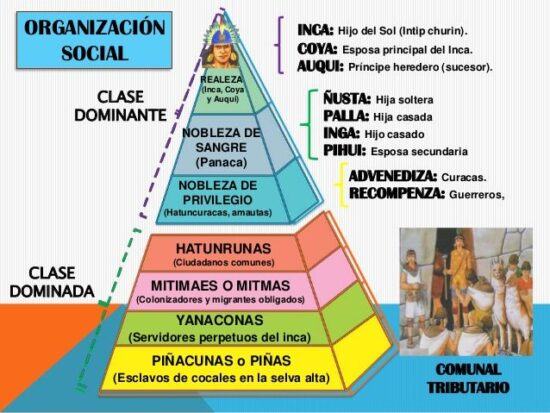 ORGANIZACIÓN
SOCIAL
INCA: Hijo del Sol (Intip churin).
COYA: Esposa principal del Inca.
AUQUI: Príncipe heredero (sucesor).
REALEZA
(Inca, Coya
y Auqui)
CLASE
DOMINANTE
ÑUSTA: Hija soltera
PALLA: Hija casada
INGA: Hijo casado
PIHUI: Esposa secundaria
NOBLEZA DE
SANGRE
(Panaca)
ADVENEDIZA: Curacas.
RECOMPENZA: Guerreros,
NOBLEZA DE
PRIVILEGIO
(Hatuncuracas, amautas)
HATUNRUNAS
(Ciudadanos comunes)
CLASE
DOMINADA
MITIMAES O MITMAS
(Colonizadores y migrantes obligados)
YANACONAS
(Servidores perpetuos del inca)
PIÑACUNAS o PIÑAS
(Esclavos de cocales en la selva alta)
COMUNAL
TRIBUTARIO